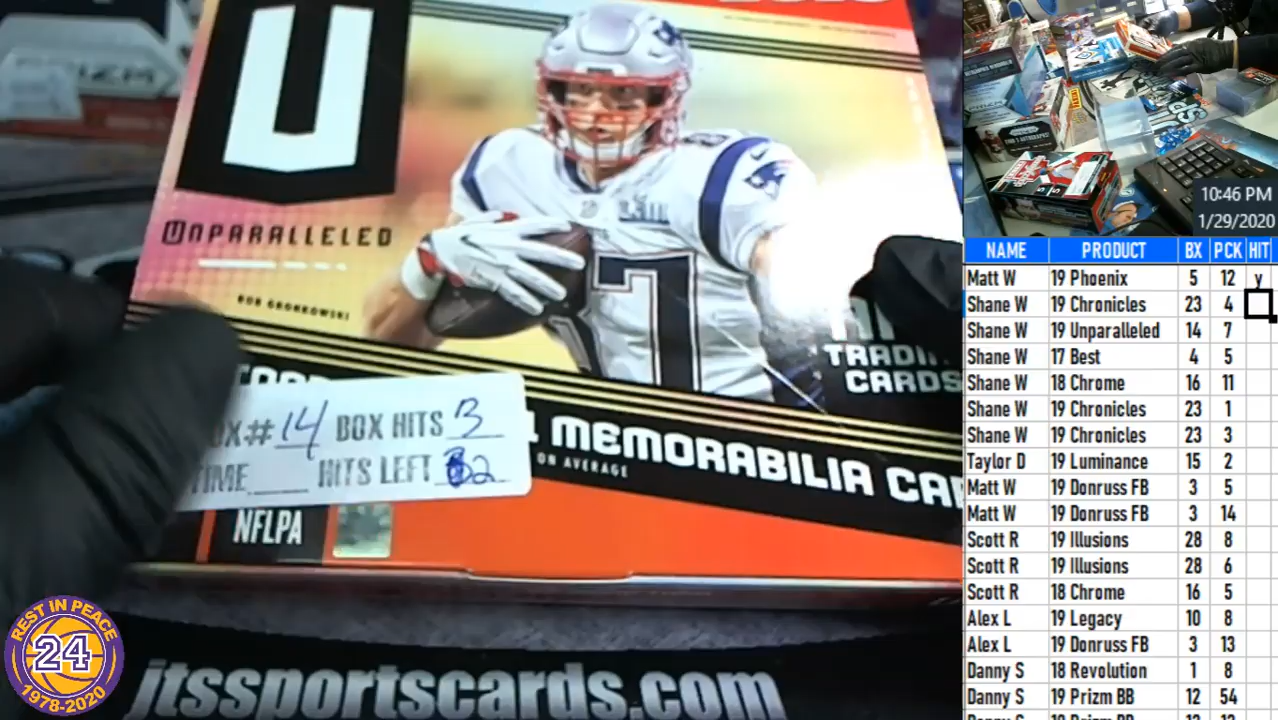 U
UNPARALLELED
ROB GRONKOWSKI
LIII
87
TRADIN
CARDS
1 MEMORABILIA CAR
ON AVERAGE
OX# 14 BOX HITS 3
TIME HITS LEFT 2
NFLPA
jtssportscards.com
REST IN PEACE
24
1978-2020
10:46 PM
1/29/2020
NAME PRODUCT BX PCK HIT
Matt W 19 Phoenix 5 12 y
Shane W 19 Chronicles 23 4
Shane W 19 Unparalleled 14 7
Shane W 17 Best 4 5
Shane W 18 Chrome 16 11
Shane W 19 Chronicles 23 1
Shane W 19 Chronicles 23 3
Taylor D 19 Luminance 15 2
Matt W 19 Donruss FB 3 5
Matt W 19 Donruss FB 3 14
Scott R 19 Illusions 28 8
Scott R 19 Illusions 28 6
Scott R 18 Chrome 16 5
Alex L 19 Legacy 10 8
Alex L 19 Donruss FB 3 13
Danny S 18 Revolution 1 8
Danny S 19 Prizm BB 12 54